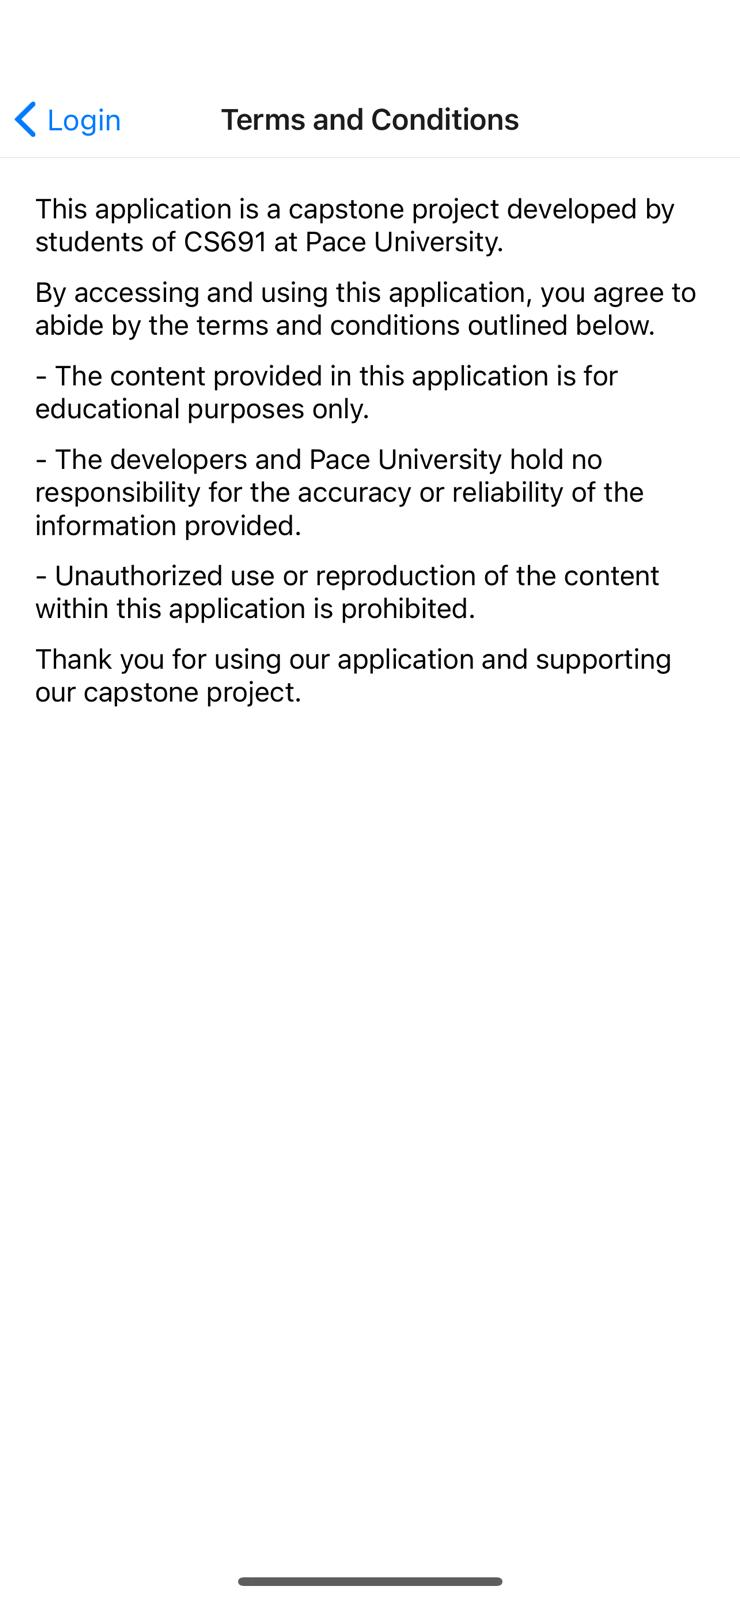 Login
Terms and Conditions
This application is a capstone project developed by
students of CS691 at Pace University.
By accessing and using this application, you agree to
abide by the terms and conditions outlined below.
- The content provided in this application is for
educational purposes only.
- The developers and Pace University hold no
responsibility for the accuracy or reliability of the
information provided.
- Unauthorized use or reproduction of the content
within this application is prohibited.
Thank you for using our application and supporting
our capstone project.